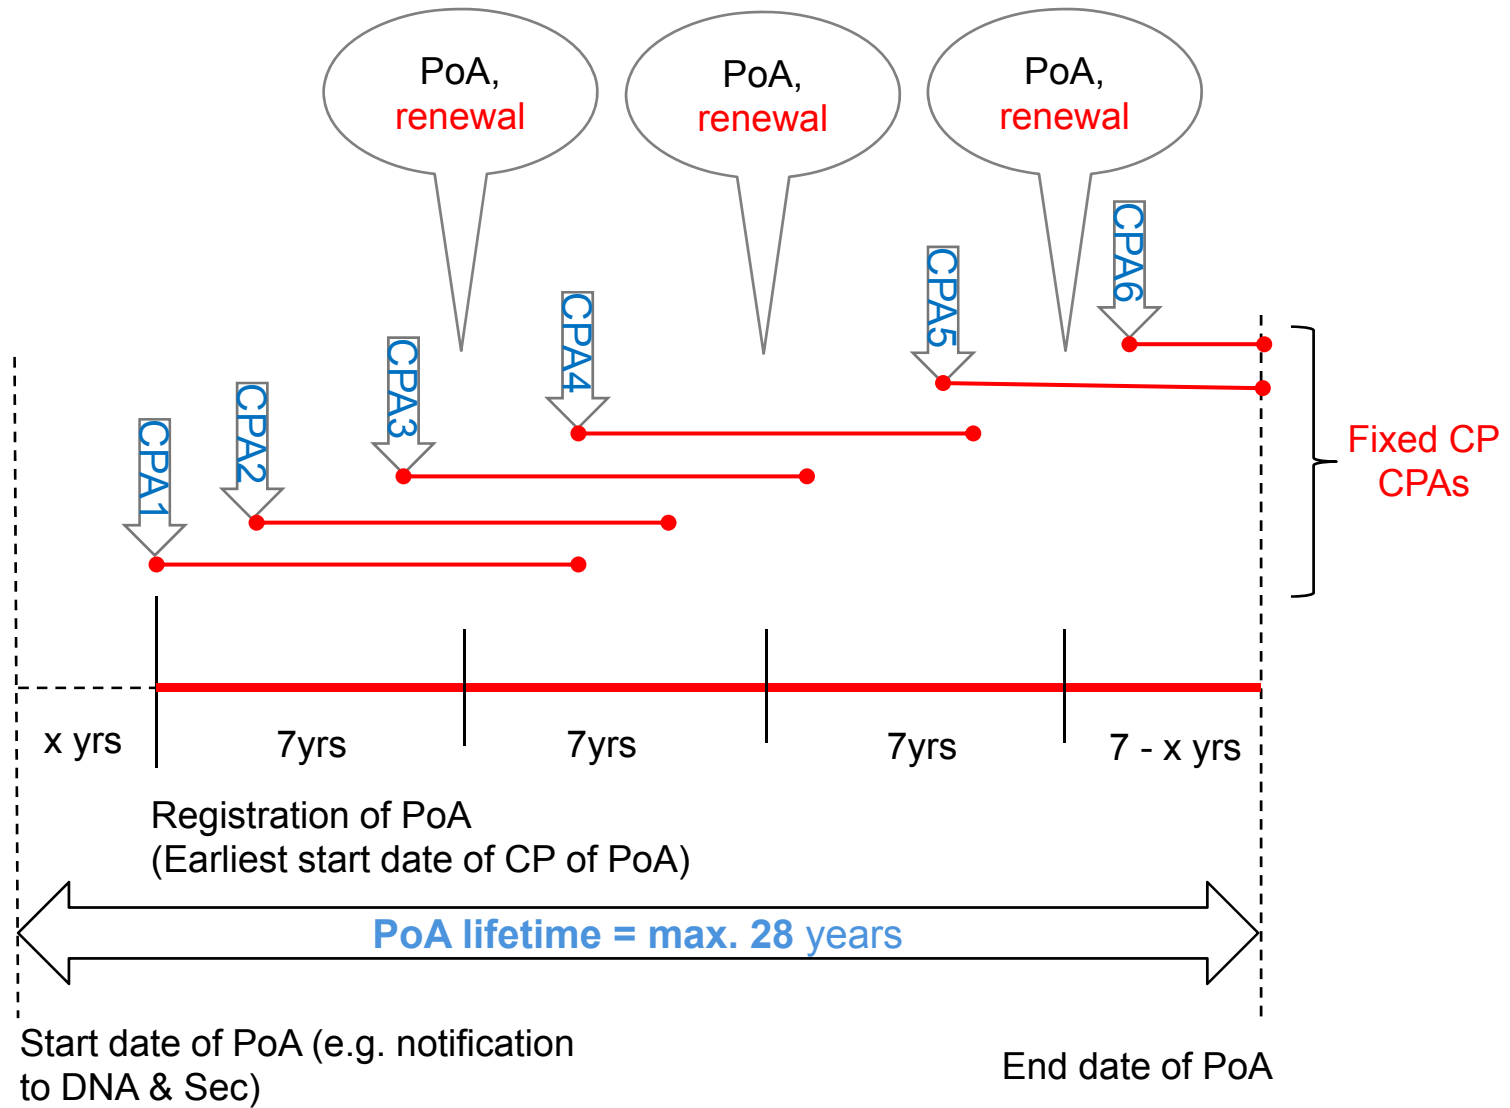 PoA,
renewal
PoA,
renewal
PoA,
renewal
CPA1
CPA2
CPA3
CPA4
CPA5
CPA6
Fixed CP
CPAs
x yrs
7yrs
7yrs
7yrs
7 - x yrs
Registration of PoA
(Earliest start date of CP of PoA)
PoA lifetime = max. 28 years
Start date of PoA (e.g. notification
to DNA & Sec)
End date of PoA